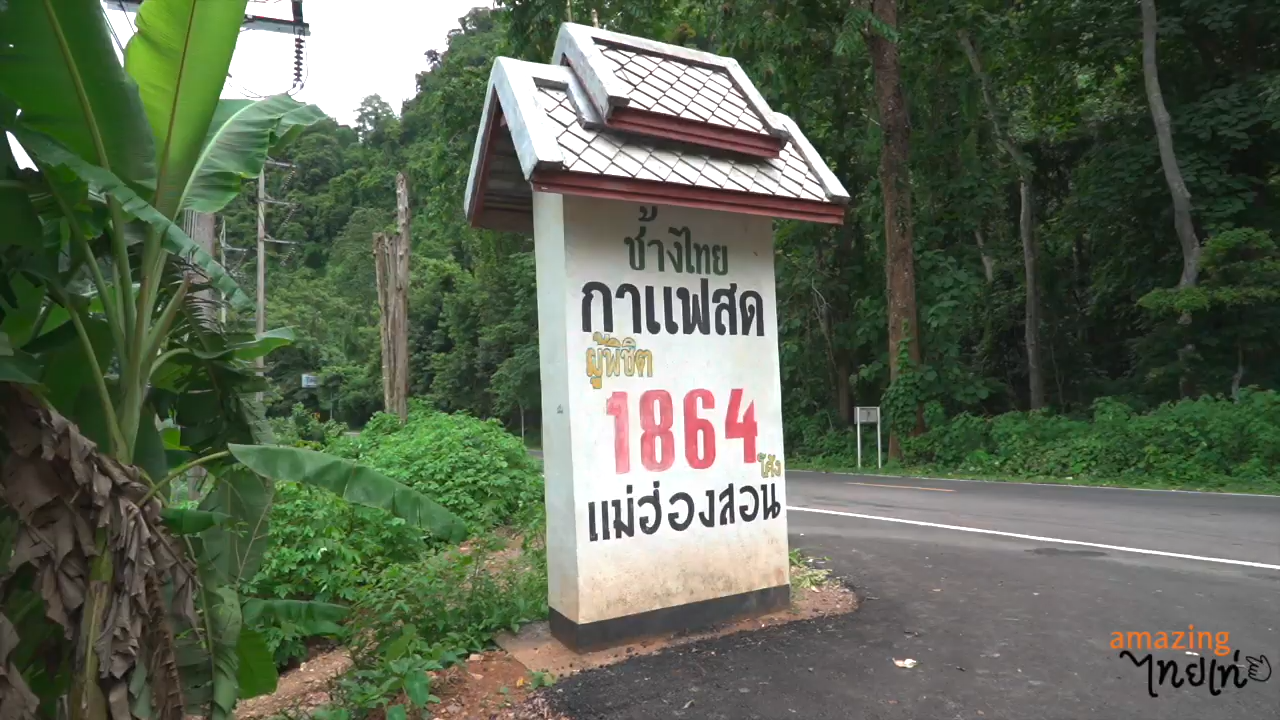 ช้างไทย
กาแฟสด
ผู้พิชิต
1864
โค้ง
แม่ฮ่องสอน
amazing
ไทยเท่